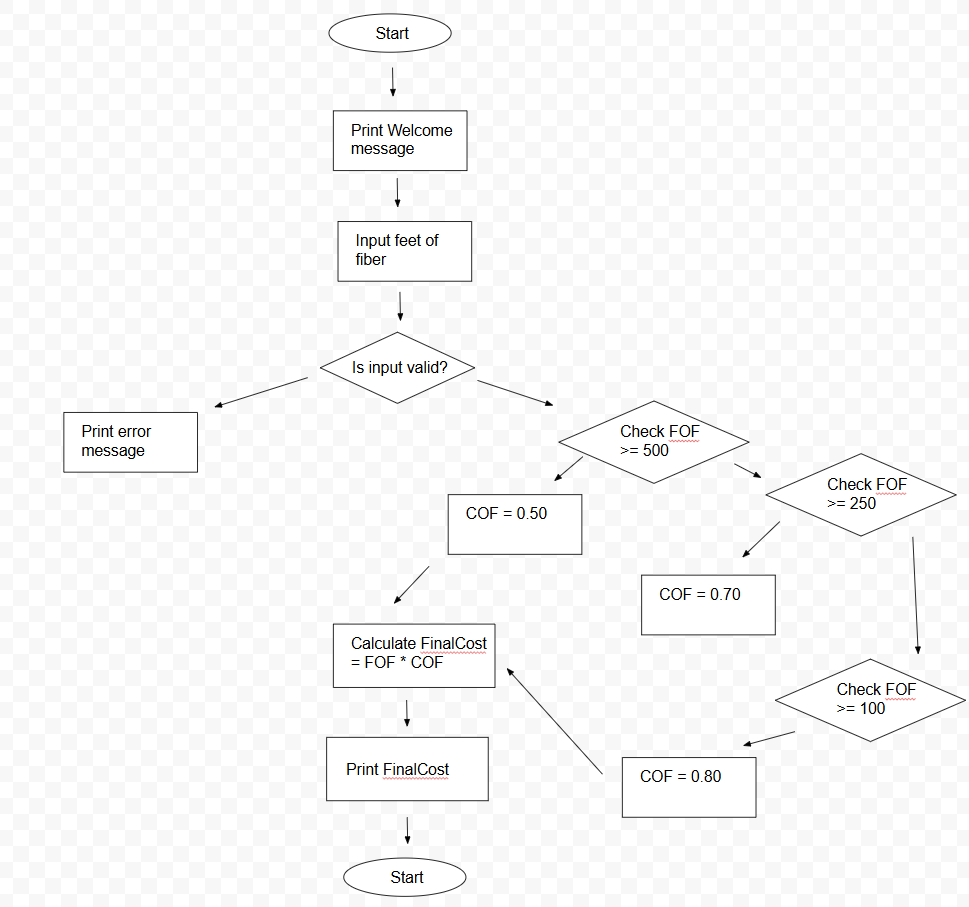 Start
Print Welcome
message
Input feet of
fiber
Is input valid?
Print error
message
Check FOF
>= 500
Check FOF
>= 250
COF = 0.50
COF = 0.70
Calculate FinalCost
= FOF * COF
Check FOF
>= 100
Print FinalCost
COF = 0.80
Start